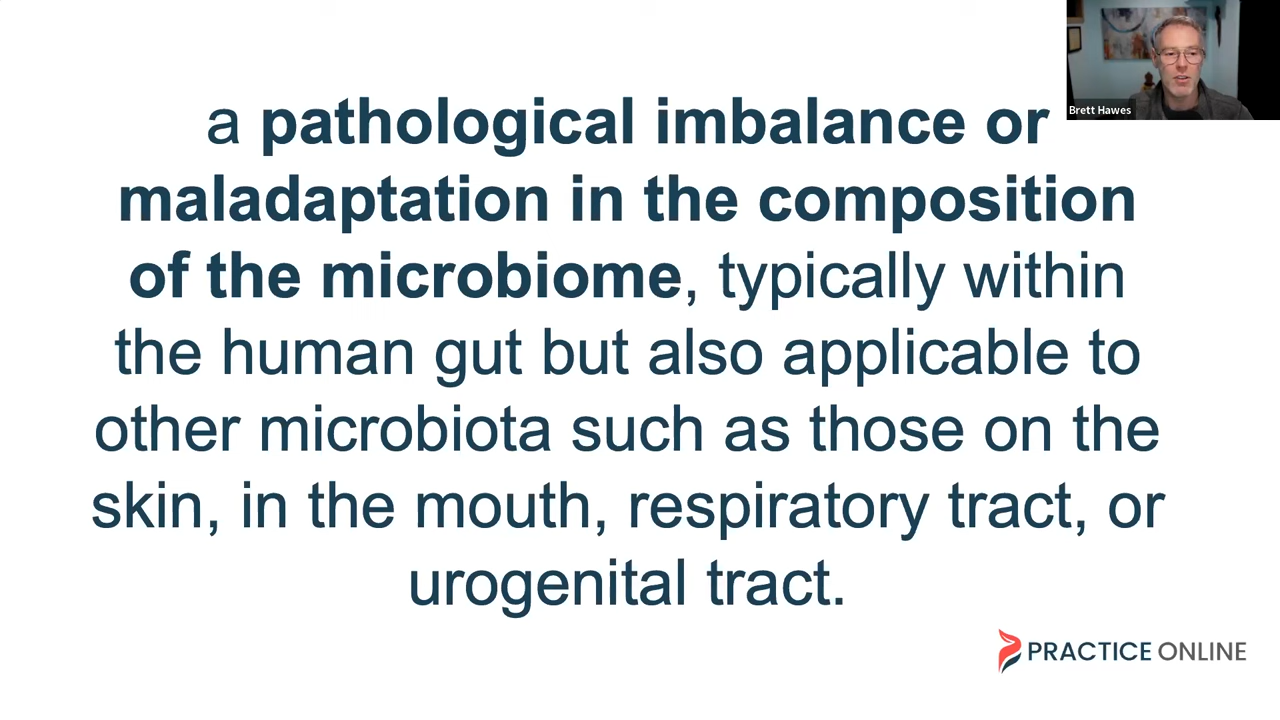 a pathological imbalance or
maladaptation in the composition
of the microbiome, typically within
the human gut but also applicable to
other microbiota such as those on the
skin, in the mouth, respiratory tract, or
urogenital tract.
Brett Hawes
PRACTICE ONLINE